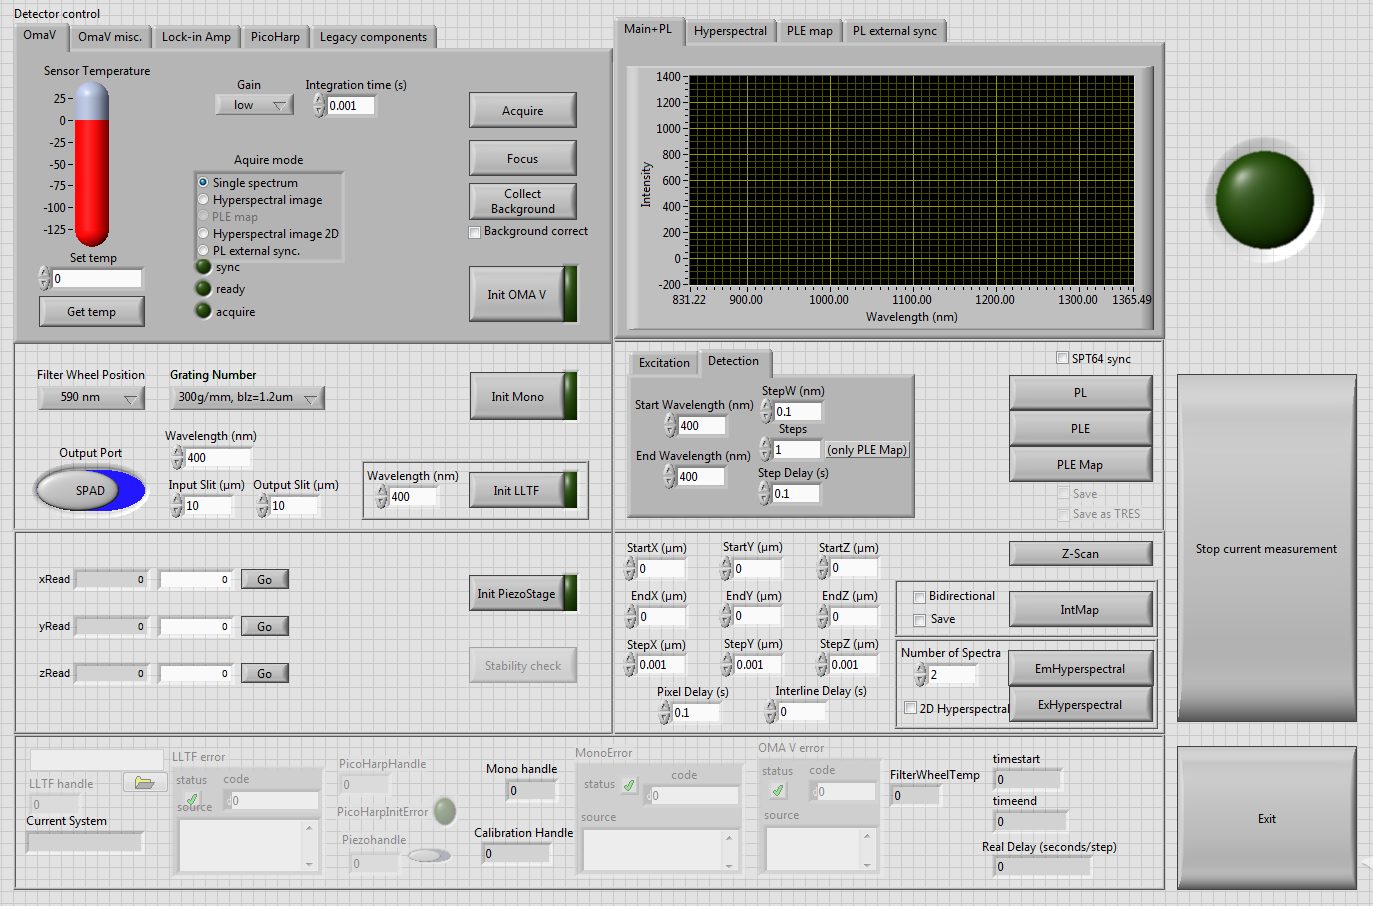 Detector control
OmaV
OmaV misc.
Lock-in Amp
PicoHarp
Legacy components
Sensor Temperature
25
0
-25
-50
-75
-100
-125
Set temp
0
Get temp
Gain
low
Integration time (s)
0.001
Aquire mode
Single spectrum
Hyperspectral image
PLE map
Hyperspectral image 2D
PL external sync.
sync
ready
acquire
Acquire
Focus
Collect
Background
Background correct
Init OMA V
Main+PL
Hyperspectral
PLE map
PL external sync
Intensity
1400
1200
1000
800
600
400
200
0
-200
831.22
900.00
1000.00
1100.00
1200.00
1300.00
1365.49
Wavelength (nm)
Filter Wheel Position
590 nm
Grating Number
300g/mm, blz=1.2um
Init Mono
Output Port
SPAD
Wavelength (nm)
400
Input Slit (μm)
10
Output Slit (μm)
10
Wavelength (nm)
400
Init LLTF
Excitation
Detection
Start Wavelength (nm)
400
End Wavelength (nm)
400
StepW (nm)
0.1
Steps
1
(only PLE Map)
Step Delay (s)
0.1
SPT64 sync
PL
PLE
PLE Map
Save
Save as TRES
Stop current measurement
xRead
0
0
Go
yRead
0
0
Go
zRead
0
0
Go
Init PiezoStage
Stability check
StartX (μm)
0
StartY (μm)
0
StartZ (μm)
0
EndX (μm)
0
EndY (μm)
0
EndZ (μm)
0
StepX (μm)
0.001
StepY (μm)
0.001
StepZ (μm)
0.001
Pixel Delay (s)
0.1
Interline Delay (s)
0
Z-Scan
Bidirectional
Save
IntMap
Number of Spectra
2
2D Hyperspectral
EmHyperspectral
ExHyperspectral
LLTF handle
0
Current System
LLTF error
status
code
0
source
PicoHarpHandle
0
PicoHarpInitError
Piezohandle
0
Mono handle
0
Calibration Handle
0
MonoError
status
code
0
source
OMA V error
status
code
0
source
FilterWheelTemp
0
timestart
0
timeend
0
Real Delay (seconds/step)
0
Exit